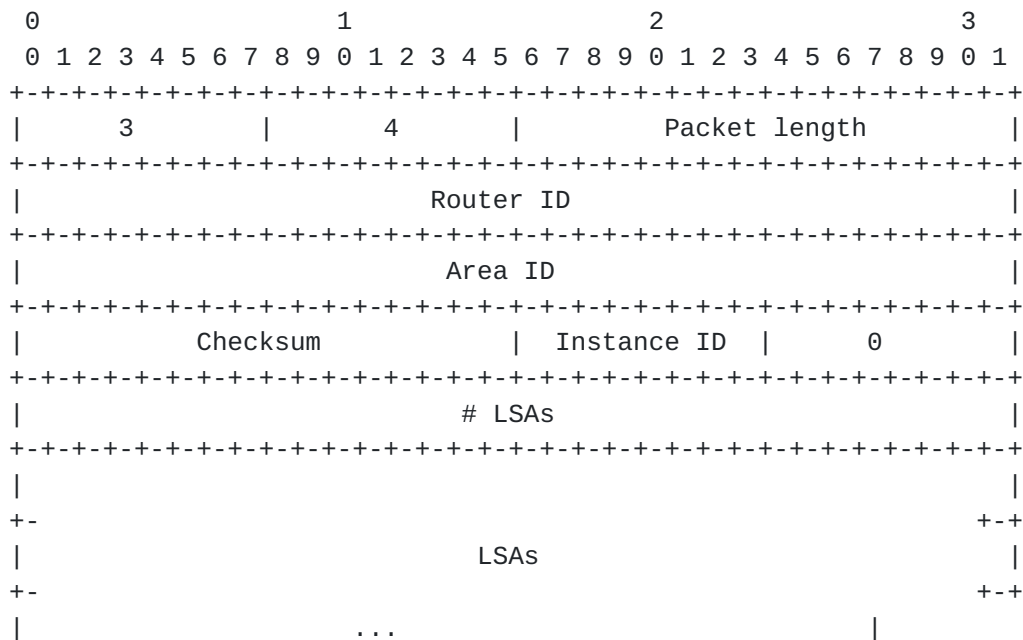 0                   1                   2                   3
 0 1 2 3 4 5 6 7 8 9 0 1 2 3 4 5 6 7 8 9 0 1 2 3 4 5 6 7 8 9 0 1
+-+-+-+-+-+-+-+-+-+-+-+-+-+-+-+-+-+-+-+-+-+-+-+-+-+-+-+-+-+-+-+-+
|      3        |       4       |         Packet length         |
+-+-+-+-+-+-+-+-+-+-+-+-+-+-+-+-+-+-+-+-+-+-+-+-+-+-+-+-+-+-+-+-+
|                          Router ID                            |
+-+-+-+-+-+-+-+-+-+-+-+-+-+-+-+-+-+-+-+-+-+-+-+-+-+-+-+-+-+-+-+-+
|                           Area ID                             |
+-+-+-+-+-+-+-+-+-+-+-+-+-+-+-+-+-+-+-+-+-+-+-+-+-+-+-+-+-+-+-+-+
|           Checksum            |  Instance ID  |      0        |
+-+-+-+-+-+-+-+-+-+-+-+-+-+-+-+-+-+-+-+-+-+-+-+-+-+-+-+-+-+-+-+-+
|                            # LSAs                             |
+-+-+-+-+-+-+-+-+-+-+-+-+-+-+-+-+-+-+-+-+-+-+-+-+-+-+-+-+-+-+-+-+
|                                                               |
+-                                                            +-+
|                             LSAs                              |
+-                                                            +-+
|                     ...                              |